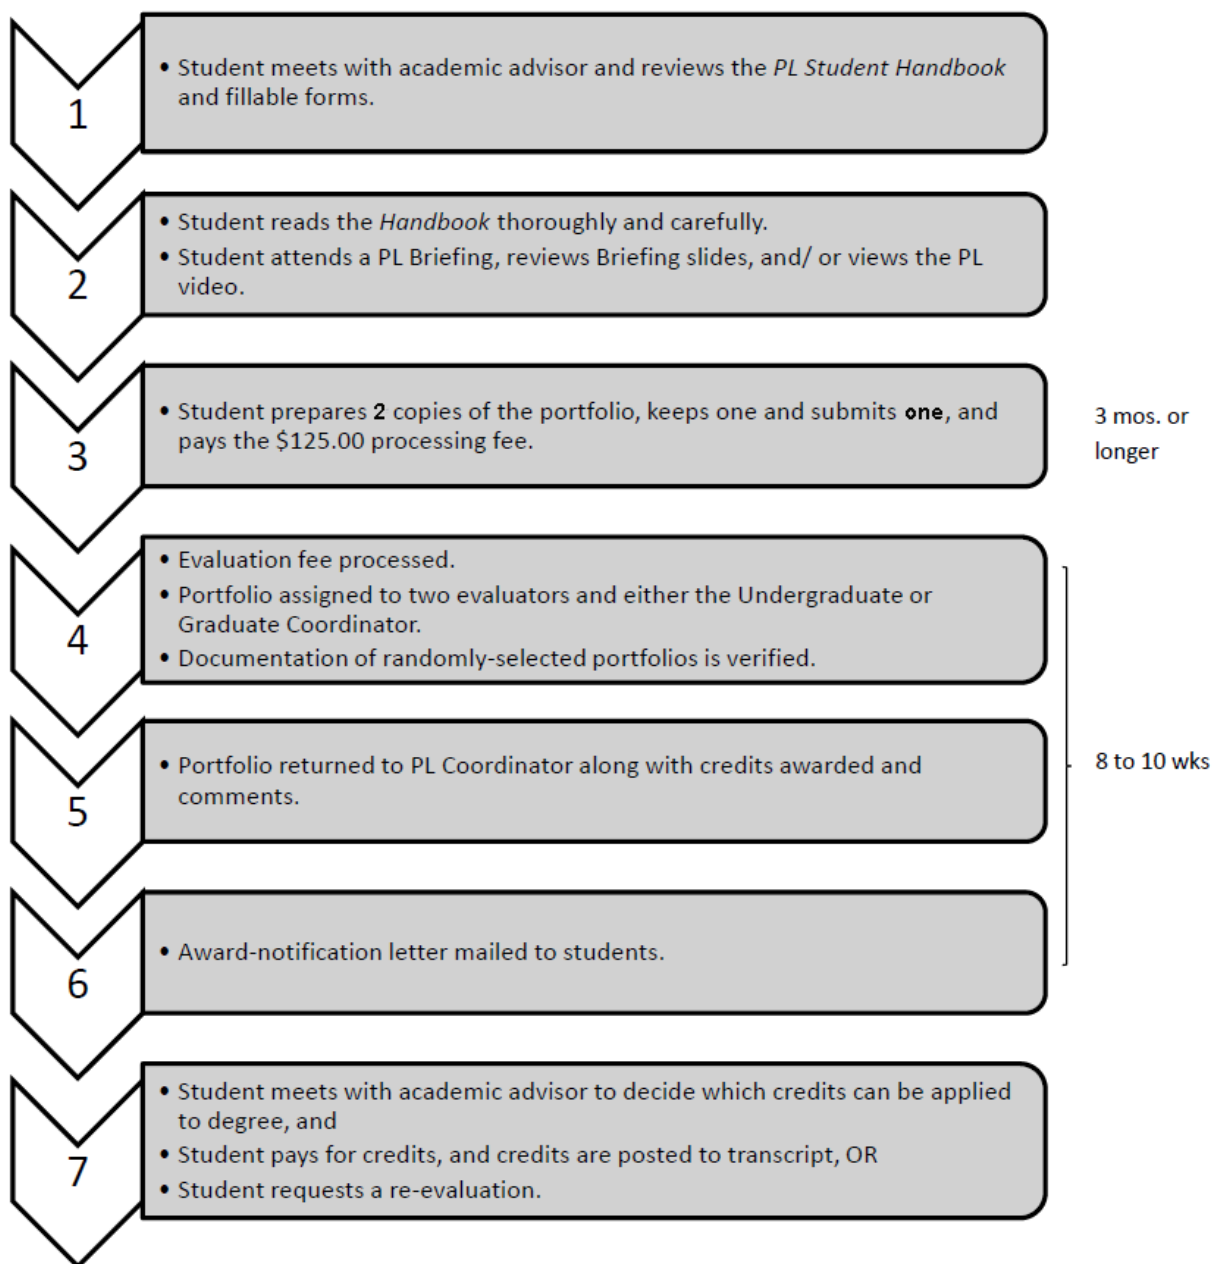 1
• Student meets with academic advisor and reviews the PL Student Handbook
and fillable forms.
2
• Student reads the Handbook thoroughly and carefully.
• Student attends a PL Briefing, reviews Briefing slides, and/ or views the PL
video.
3
• Student prepares 2 copies of the portfolio, keeps one and submits one, and
pays the $125.00 processing fee.
3 mos. or
longer
4
• Evaluation fee processed.
• Portfolio assigned to two evaluators and either the Undergraduate or
Graduate Coordinator.
• Documentation of randomly-selected portfolios is verified.
5
• Portfolio returned to PL Coordinator along with credits awarded and
comments.
8 to 10 wks
6
• Award-notification letter mailed to students.
7
• Student meets with academic advisor to decide which credits can be applied
to degree, and
• Student pays for credits, and credits are posted to transcript, OR
• Student requests a re-evaluation.